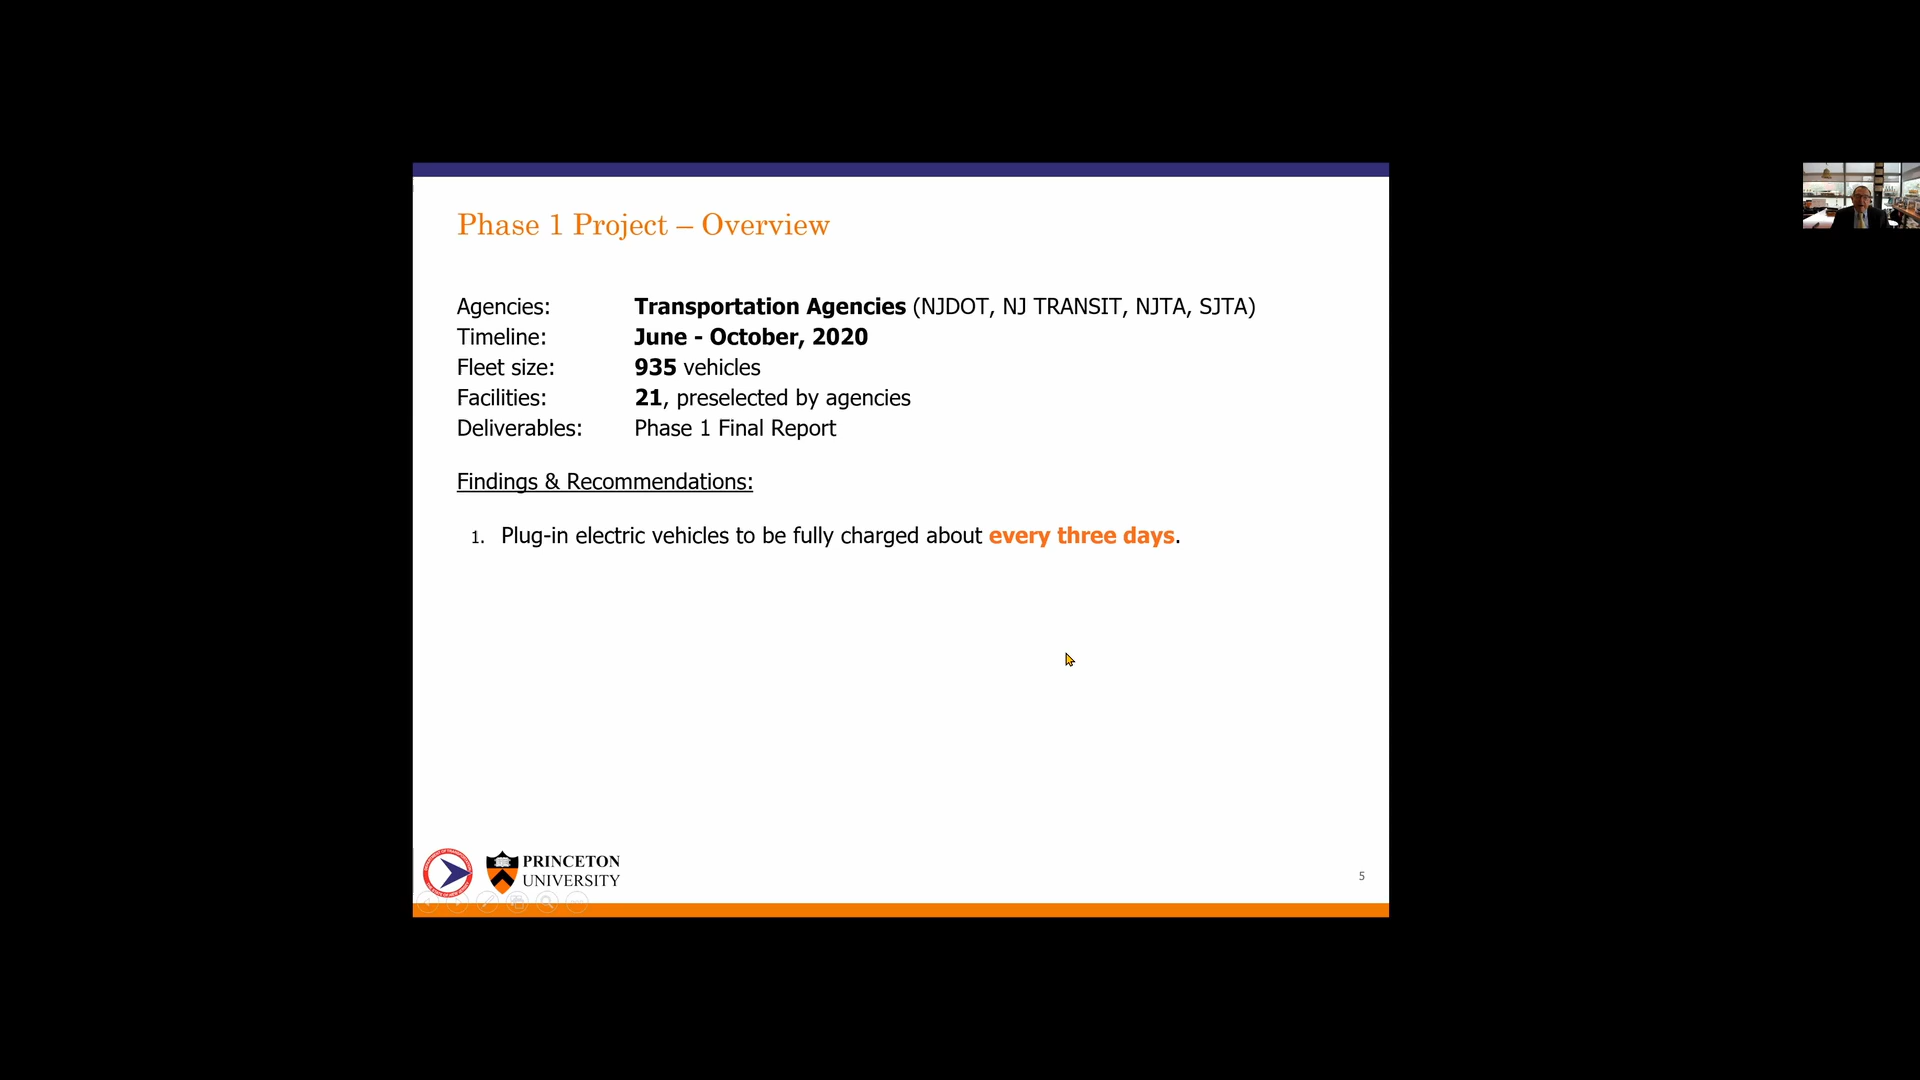 Phase 1 Project – Overview
Agencies: Transportation Agencies (NJDOT, NJ TRANSIT, NJTA, SJTA)
Timeline: June - October, 2020
Fleet size: 935 vehicles
Facilities: 21, preselected by agencies
Deliverables: Phase 1 Final Report
Findings & Recommendations:
1. Plug-in electric vehicles to be fully charged about every three days.
PRINCETON
UNIVERSITY
5